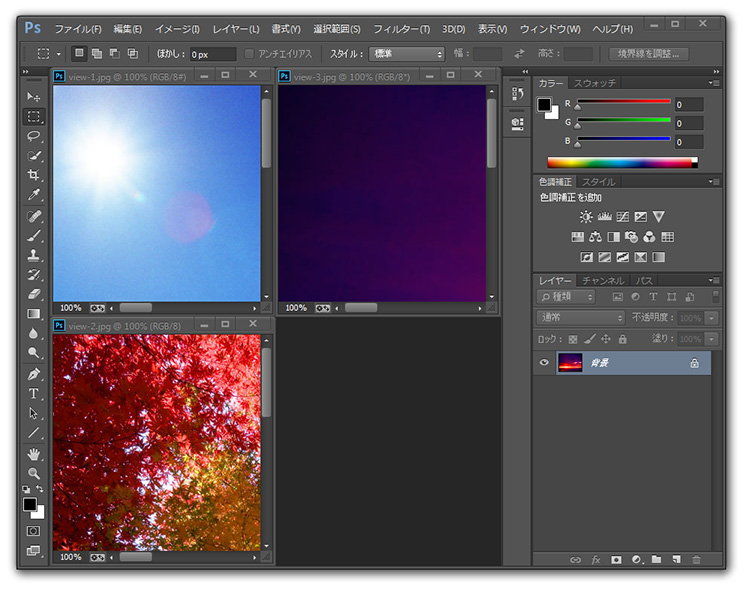 Ps ファイル(F) 編集(E) イメージ(I) レイヤー(L) 書式(Y) 選択範囲(S) フィルター(T) 3D(D) 表示(V) ウィンドウ(W) ヘルプ(H)
ぼかし: 0 px アンチエイリアス スタイル: 標準 幅: 高さ: 境界線を調整...
Ps view-1.jpg @ 100% (RGB/8#)
Ps view-3.jpg @ 100% (RGB/8*)
カラー スウォッチ
R 0
G 0
B 0
色調補正 スタイル
色調補正を追加
100%
100%
レイヤー チャンネル パス
種類
通常 不透明度: 100%
ロック: 塗り: 100%
背景
fx
Ps view-2.jpg @ 100% (RGB/8)
100%
T